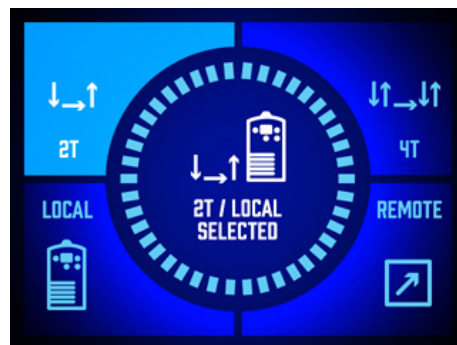 2T
4T
LOCAL
REMOTE
2T / LOCAL
SELECTED